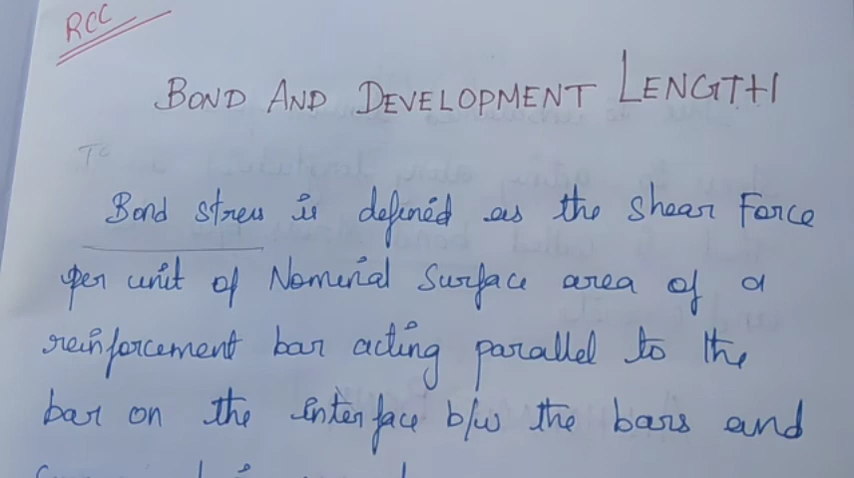 RCC
BOND AND DEVELOPMENT LENGTH
TC
Bond stress is defined as the shear Force
per unit of Nominal Surface area of a
reinforcement bar acting parallel to the
bar on the interface b/w the bars and